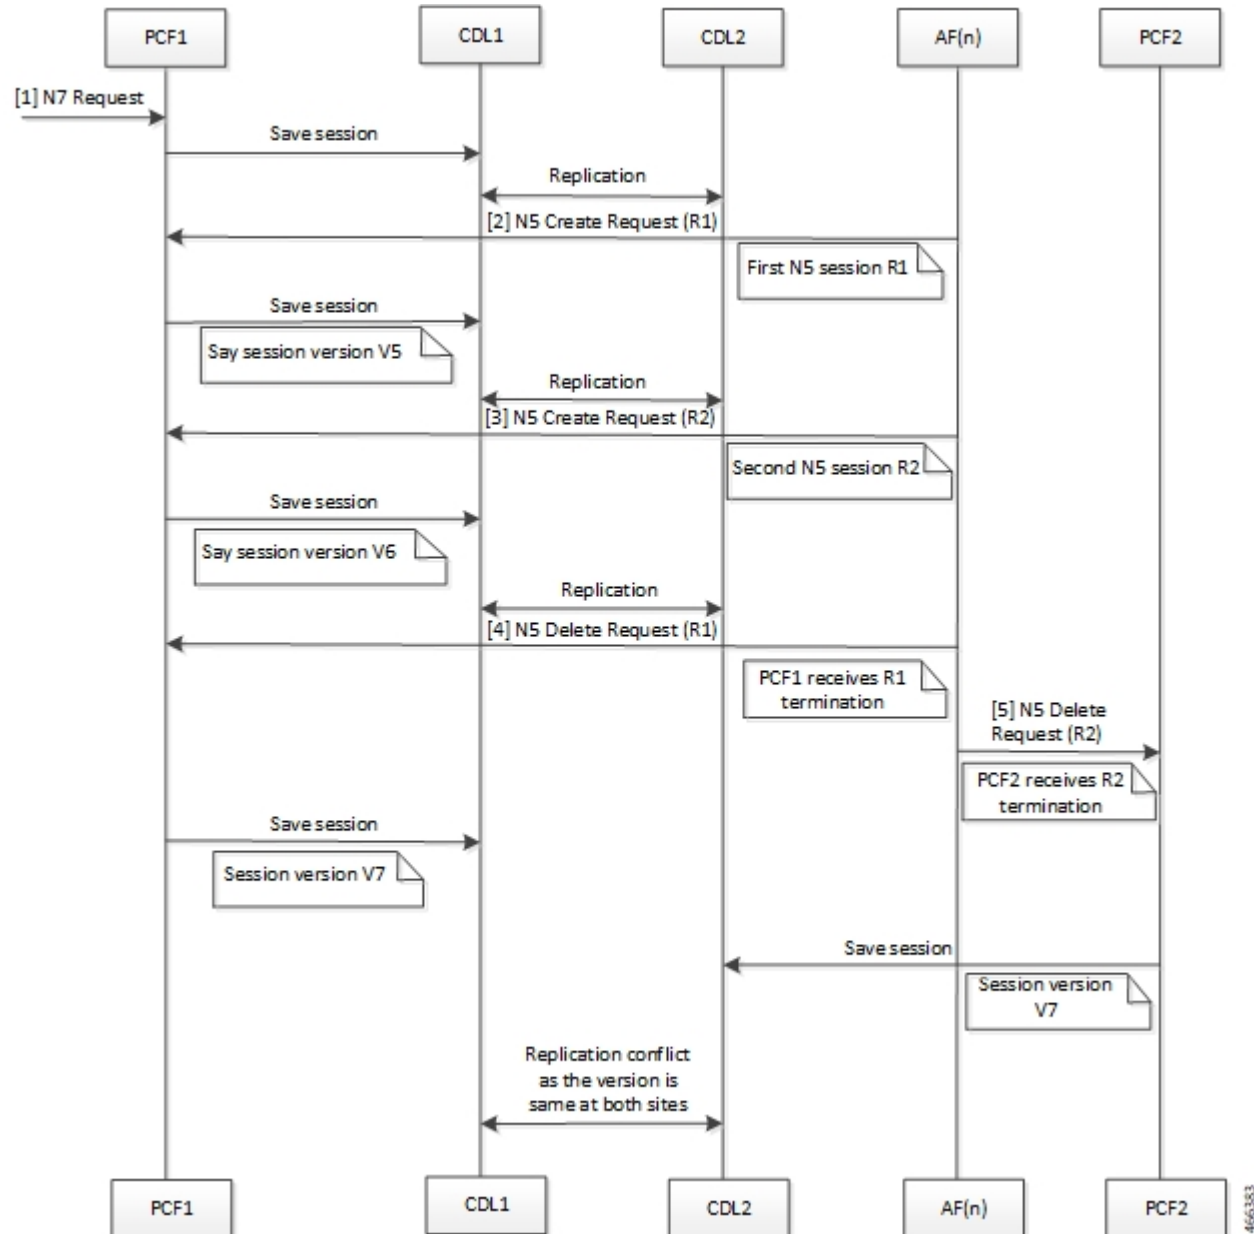 PCF1
CDL1
CDL2
AF(n)
PCF2
[1] N7 Request
Save session
Replication
[2] N5 Create Request (R1)
First N5 session R1
Save session
Say session version V5
Replication
[3] N5 Create Request (R2)
Second N5 session R2
Save session
Say session version V6
Replication
[4] N5 Delete Request (R1)
PCF1 receives R1
termination
[5] N5 Delete
Request (R2)
PCF2 receives R2
termination
Save session
Session version V7
Save session
Session version
V7
Replication conflict
as the version is
same at both sites
PCF1
CDL1
CDL2
AF(n)
PCF2
466383